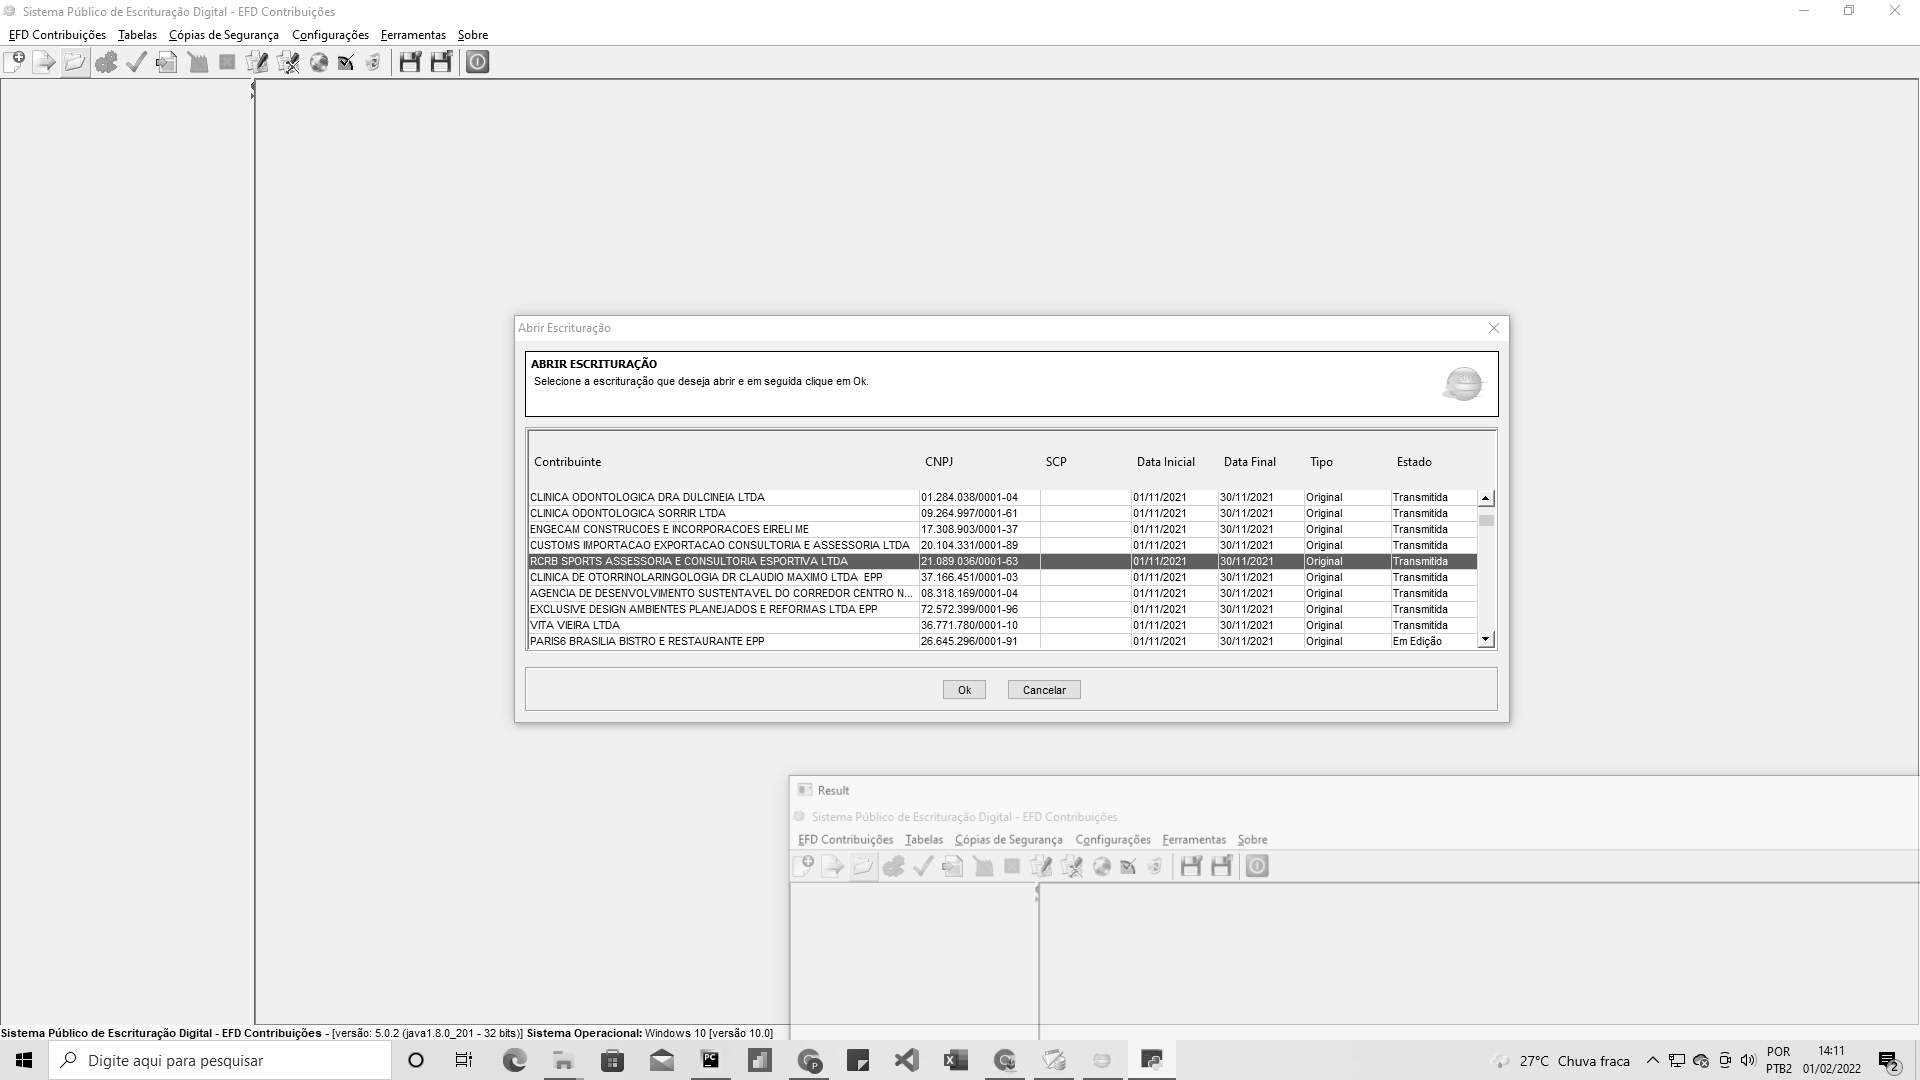 Sistema Público de Escrituração Digital - EFD Contribuições
EFD Contribuições Tabelas Cópias de Segurança Configurações Ferramentas Sobre
Abrir Escrituração
ABRIR ESCRITURAÇÃO
Selecione a escrituração que deseja abrir e em seguida clique em Ok.
Contribuinte CNPJ SCP Data Inicial Data Final Tipo Estado
CLINICA ODONTOLOGICA DRA DULCINEIA LTDA 01.284.038/0001-04 01/11/2021 30/11/2021 Original Transmitida
CLINICA ODONTOLOGICA SORRIR LTDA 09.264.997/0001-61 01/11/2021 30/11/2021 Original Transmitida
ENGECAM CONSTRUCOES E INCORPORACOES EIRELI ME 17.308.903/0001-37 01/11/2021 30/11/2021 Original Transmitida
CUSTOMS IMPORTACAO EXPORTACAO CONSULTORIA E ASSESSORIA LTDA 20.104.331/0001-89 01/11/2021 30/11/2021 Original Transmitida
RCRB SPORTS ASSESSORIA E CONSULTORIA ESPORTIVA LTDA 21.089.036/0001-63 01/11/2021 30/11/2021 Original Transmitida
CLINICA DE OTORRINOLARINGOLOGIA DR CLAUDIO MAXIMO LTDA EPP 37.166.451/0001-03 01/11/2021 30/11/2021 Original Transmitida
AGENCIA DE DESENVOLVIMENTO SUSTENTAVEL DO CORREDOR CENTRO N... 08.318.169/0001-04 01/11/2021 30/11/2021 Original Transmitida
EXCLUSIVE DESIGN AMBIENTES PLANEJADOS E REFORMAS LTDA EPP 72.572.399/0001-96 01/11/2021 30/11/2021 Original Transmitida
VITA VIEIRA LTDA 36.771.780/0001-10 01/11/2021 30/11/2021 Original Transmitida
PARIS6 BRASILIA BISTRO E RESTAURANTE EPP 26.645.296/0001-91 01/11/2021 30/11/2021 Original Em Edição
Ok Cancelar
Result
Sistema Público de Escrituração Digital - EFD Contribuições
EFD Contribuições Tabelas Cópias de Segurança Configurações Ferramentas Sobre
Sistema Público de Escrituração Digital - EFD Contribuições - [versão: 5.0.2 (java1.8.0_201 - 32 bits)] Sistema Operacional: Windows 10 [versão 10.0]
Digite aqui para pesquisar
27°C Chuva fraca
POR
PTB2
14:11
01/02/2022
2